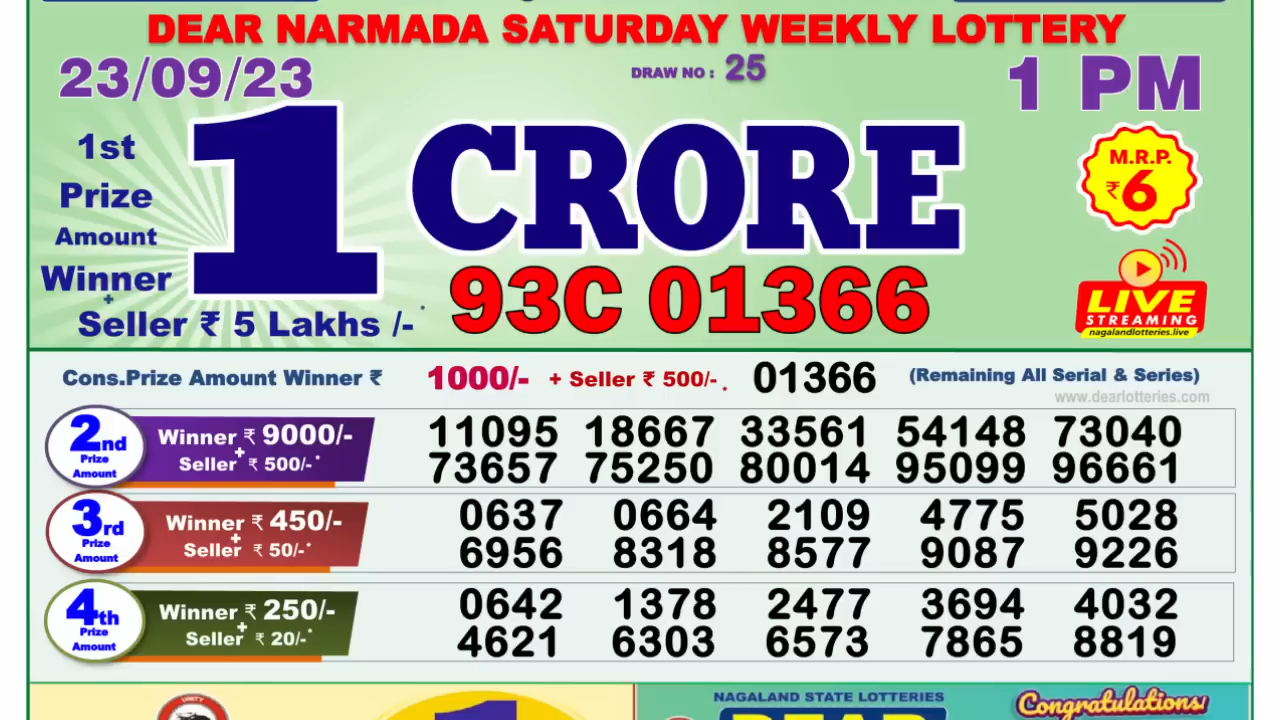 DEAR NARMADA SATURDAY WEEKLY LOTTERY
23/09/23
DRAW NO : 25
1 PM
1st
Prize
Amount
Winner
+
Seller ₹ 5 Lakhs /-*
1 CRORE
93C 01366
M.R.P.
₹6
LIVE
STREAMING
nagalandlotteries.live
Cons.Prize Amount Winner ₹ 1000/- + Seller ₹ 500/-. 01366 (Remaining All Serial & Series)
www.dearlotteries.com
2nd
Prize
Amount
Winner ₹ 9000/-
+
Seller ₹ 500/-*
11095 18667 33561 54148 73040
73657 75250 80014 95099 96661
3rd
Prize
Amount
Winner ₹ 450/-
+
Seller ₹ 50/-*
0637 0664 2109 4775 5028
6956 8318 8577 9087 9226
4th
Prize
Amount
Winner ₹ 250/-
+
Seller ₹ 20/-*
0642 1378 2477 3694 4032
4621 6303 6573 7865 8819
UNITY
1
NAGALAND STATE LOTTERIES
DEAR
Congratulations!